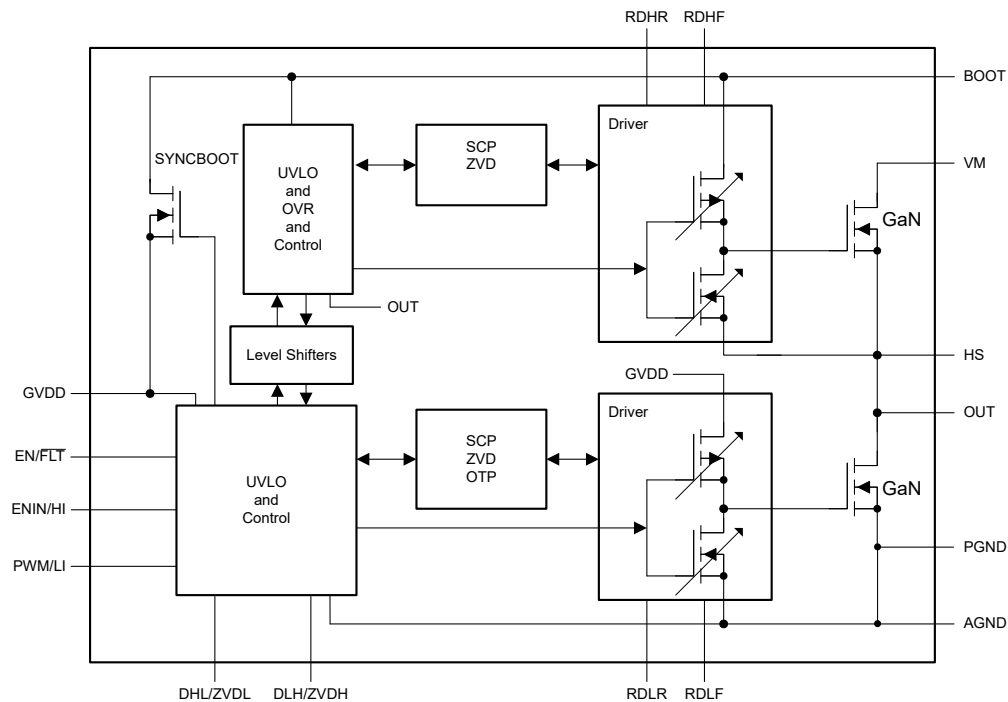 RDHR
RDHF
BOOT
Driver
SCP
ZVD
SYNCBOOT
UVLO
and
OVR
and
Control
VM
GaN
OUT
Level Shifters
HS
GVDD
GVDD
OUT
Driver
SCP
ZVD
OTP
EN/FLT
UVLO
and
Control
GaN
ENIN/HI
PGND
PWM/LI
AGND
DHL/ZVDL
DLH/ZVDH
RDLR
RDLF